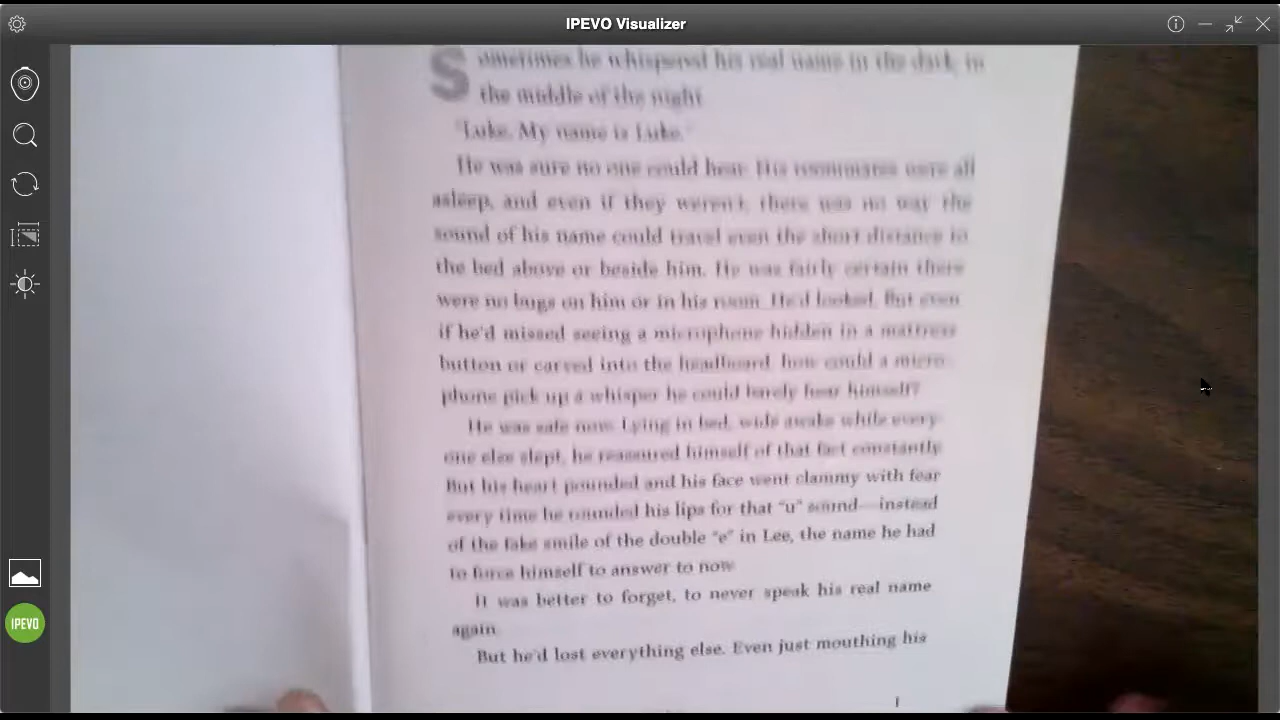 IPEVO Visualizer
Sometimes he whispered his real name in the dark, in
the middle of the night.
"Luke. My name is Luke."
He was sure no one could hear. His roommates were all
asleep, and even if they weren't, there was no way the
sound of his name could travel even the short distance to
the bed above or beside him. He was fairly certain there
were no bugs on him or in his room. He'd looked. But even
if he'd missed seeing a microphone hidden in a mattress
button or carved into the headboard, how could a micro-
phone pick up a whisper he could barely hear himself?
He was safe now. Lying in bed, wide awake while every-
one else slept, he reassured himself of that fact constantly.
But his heart pounded and his face went clammy with fear
every time he rounded his lips for that "u" sound—instead
of the fake smile of the double "e" in Lee, the name he had
to force himself to answer to now.
It was better to forget, to never speak his real name
again.
But he'd lost everything else. Even just mouthing his
1
IPEVO